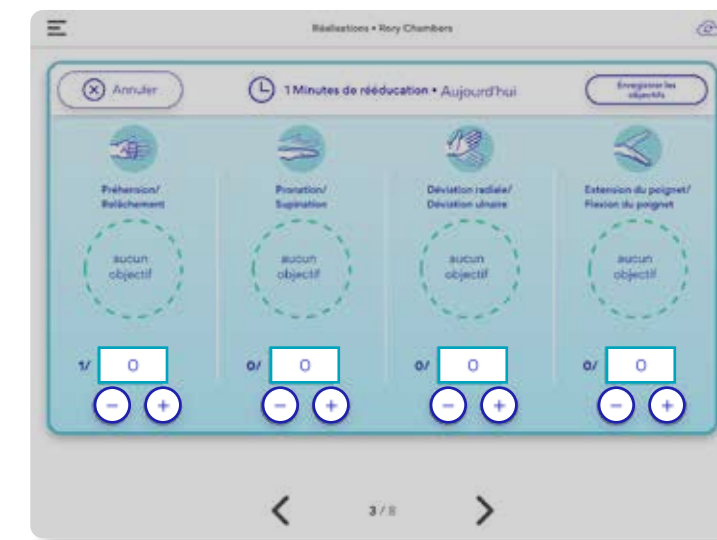 Réalisations • Rory Chambers
Annuler
1 Minutes de rééducation • Aujourd'hui
Enregistrer les
objectifs
Préhension/
Relâchement
aucun
objectif
1/ 0
− +
Pronation/
Supination
aucun
objectif
0/ 0
− +
Déviation radiale/
Déviation ulnaire
aucun
objectif
0/ 0
− +
Extension du poignet/
Flexion du poignet
aucun
objectif
0/ 0
− +
3 / 8